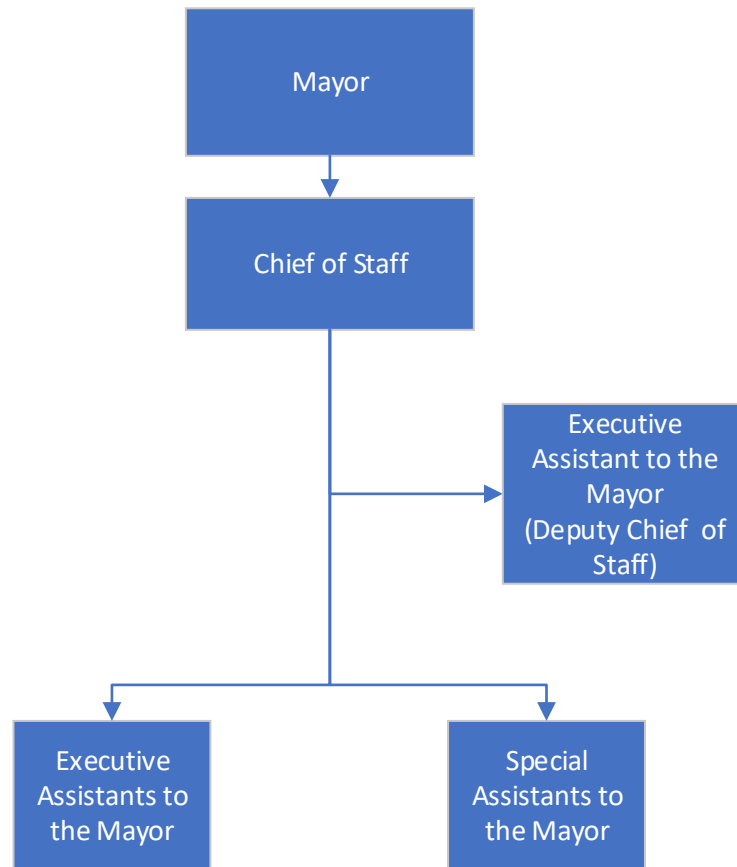 Mayor
Chief of Staff
Executive
Assistant to the
Mayor
(Deputy Chief  of
Staff)
Executive
Assistants to
the Mayor
Special
Assistants to
the Mayor